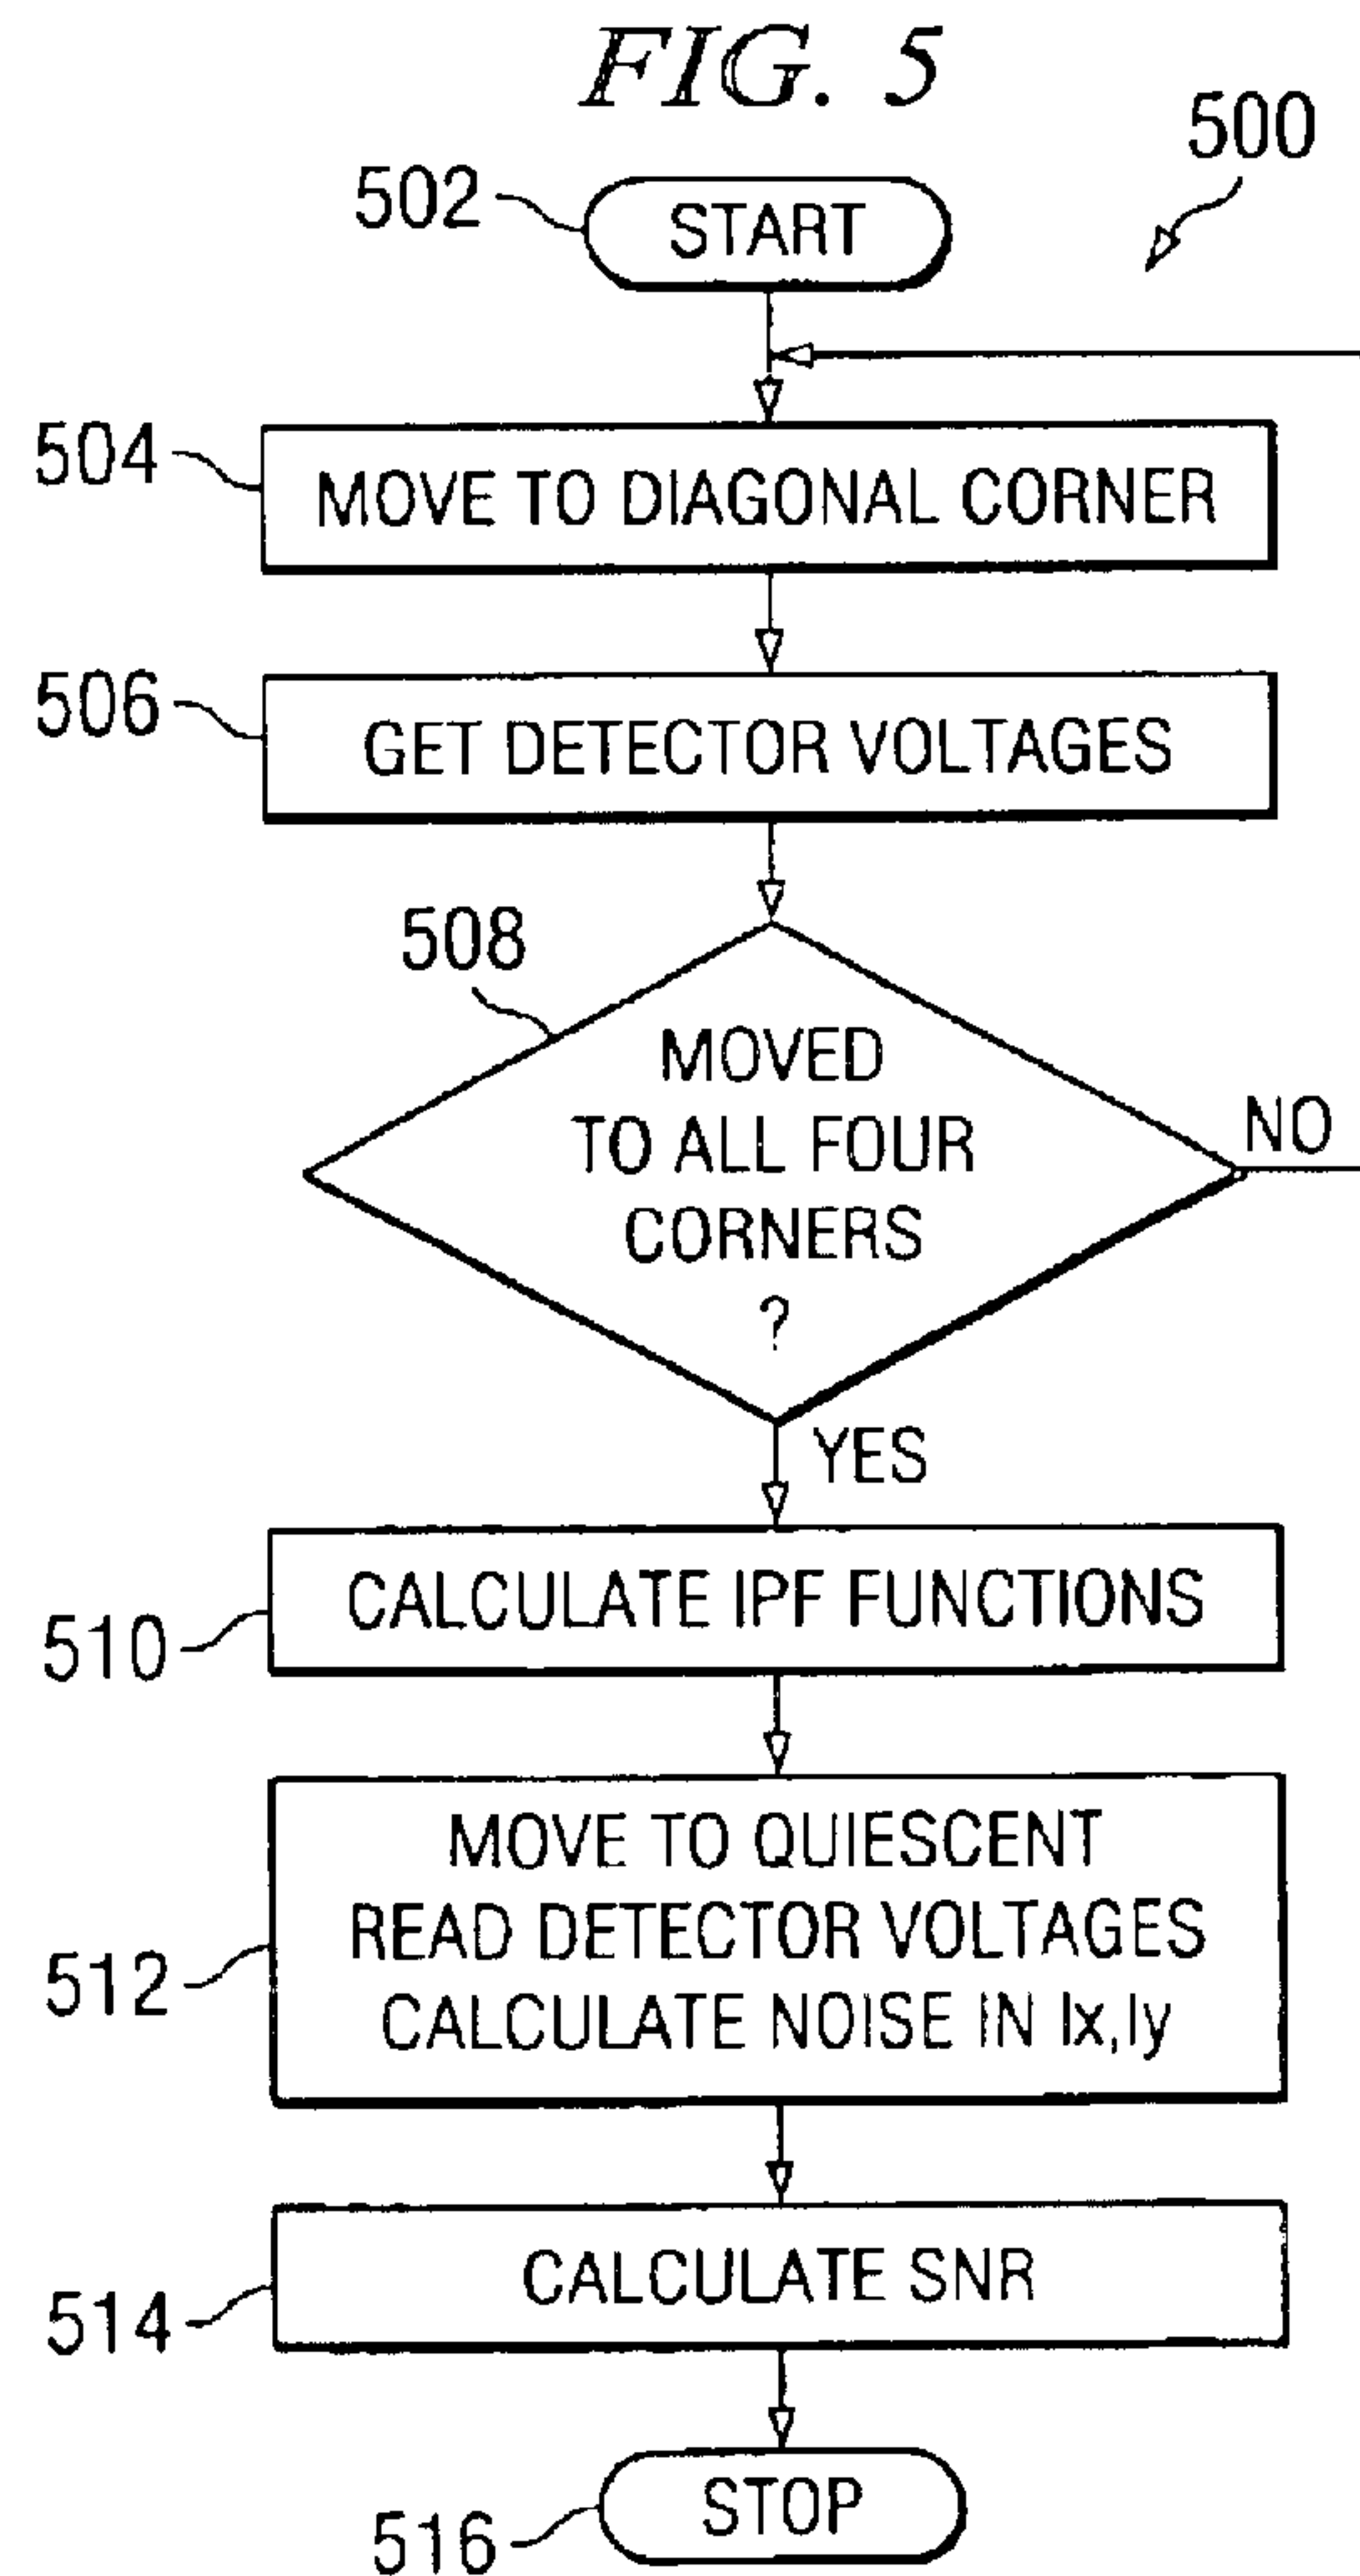 FIG. 5
500
502
START
504
MOVE TO DIAGONAL CORNER
506
GET DETECTOR VOLTAGES
508
MOVED
TO ALL FOUR
CORNERS
?
NO
YES
510
CALCULATE IPF FUNCTIONS
512
MOVE TO QUIESCENT
READ DETECTOR VOLTAGES
CALCULATE NOISE IN Ix, Iy
514
CALCULATE SNR
516
STOP